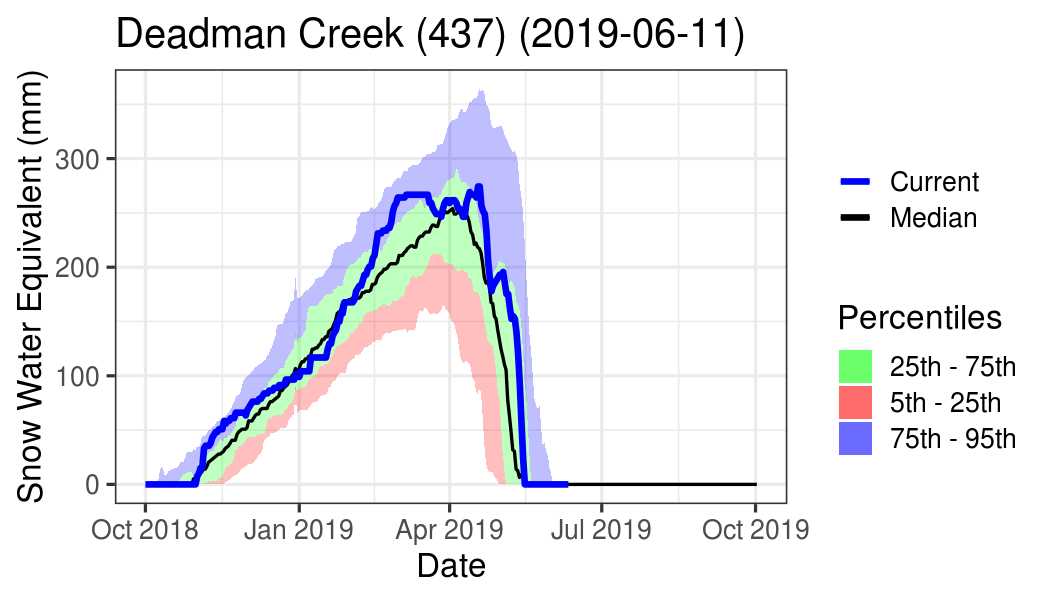 Deadman Creek (437) (2019-06-11)
Snow Water Equivalent (mm)
300
200
100
0
Oct 2018
Jan 2019
Apr 2019
Jul 2019
Oct 2019
Date
Current
Median
Percentiles
25th - 75th
5th - 25th
75th - 95th